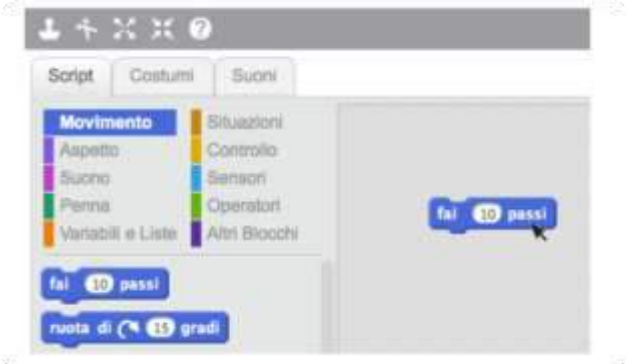 Script Costumi Suoni
Movimento Situazioni
Aspetto Controllo
Suono Sensori
Penna Operatori
Variabili e Liste Altri Blocchi
fai 10 passi
fai 10 passi
ruota di 15 gradi